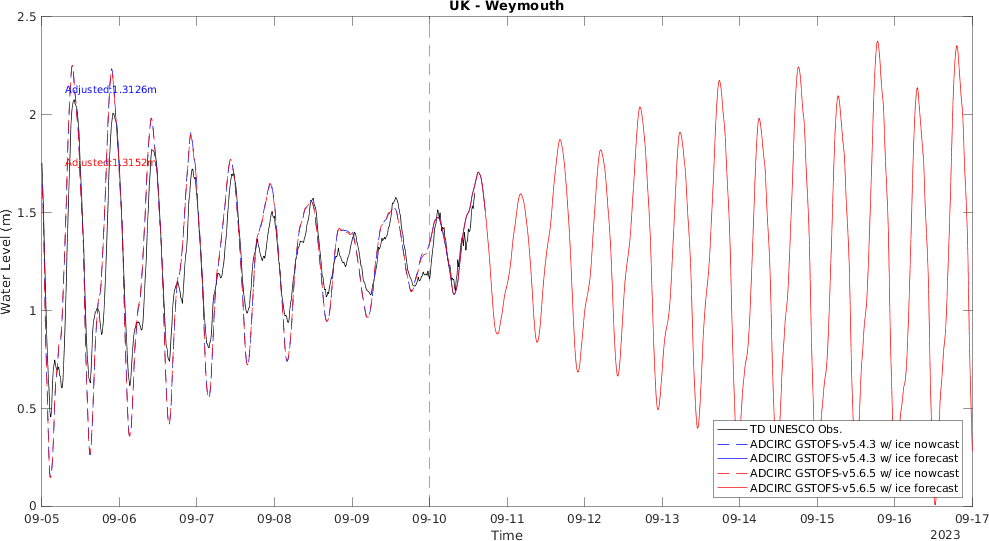 UK - Weymouth
2.5
2
1.5
1
0.5
0
Water Level (m)
Adjusted:1.3126m
Adjusted:1.3152m
TD UNESCO Obs.
ADCIRC GSTOFS-v5.4.3 w/ ice nowcast
ADCIRC GSTOFS-v5.4.3 w/ ice forecast
ADCIRC GSTOFS-v5.6.5 w/ ice nowcast
ADCIRC GSTOFS-v5.6.5 w/ ice forecast
09-05 09-06 09-07 09-08 09-09 09-10 09-11 09-12 09-13 09-14 09-15 09-16 09-17
Time
2023